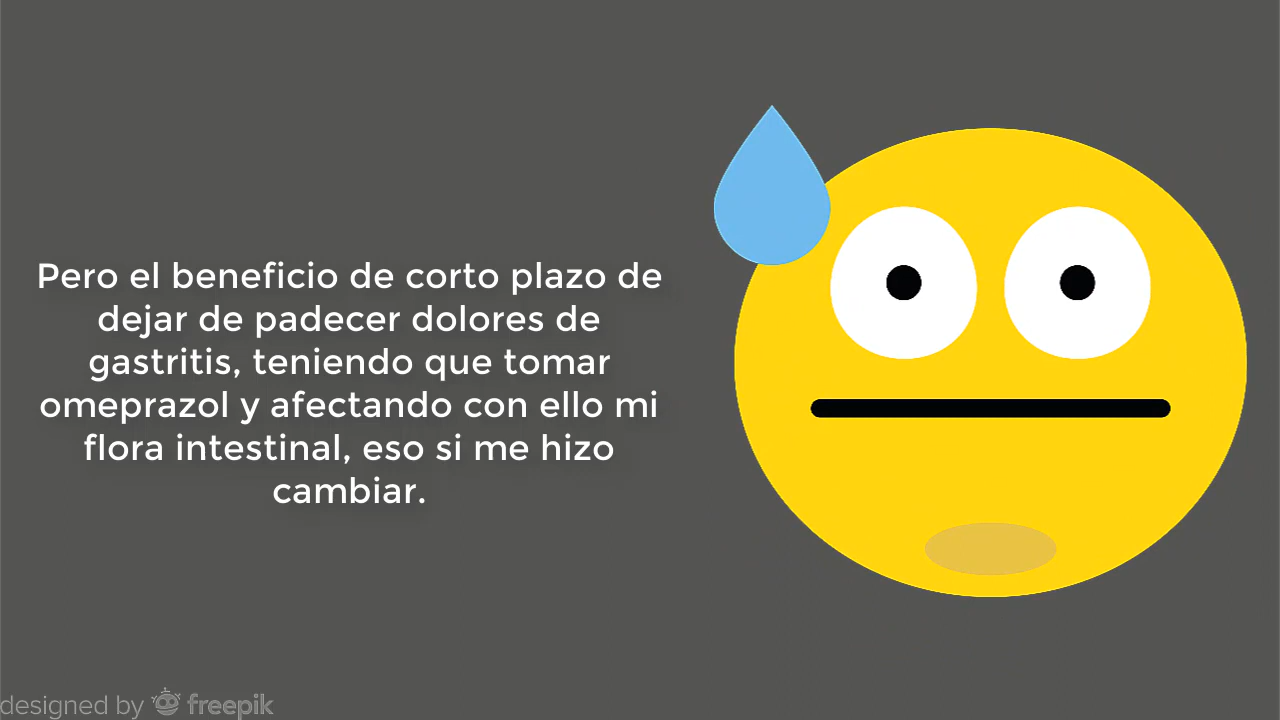 Pero el beneficio de corto plazo de
dejar de padecer dolores de
gastritis, teniendo que tomar
omeprazol y afectando con ello mi
flora intestinal, eso si me hizo
cambiar.
designed by freepik